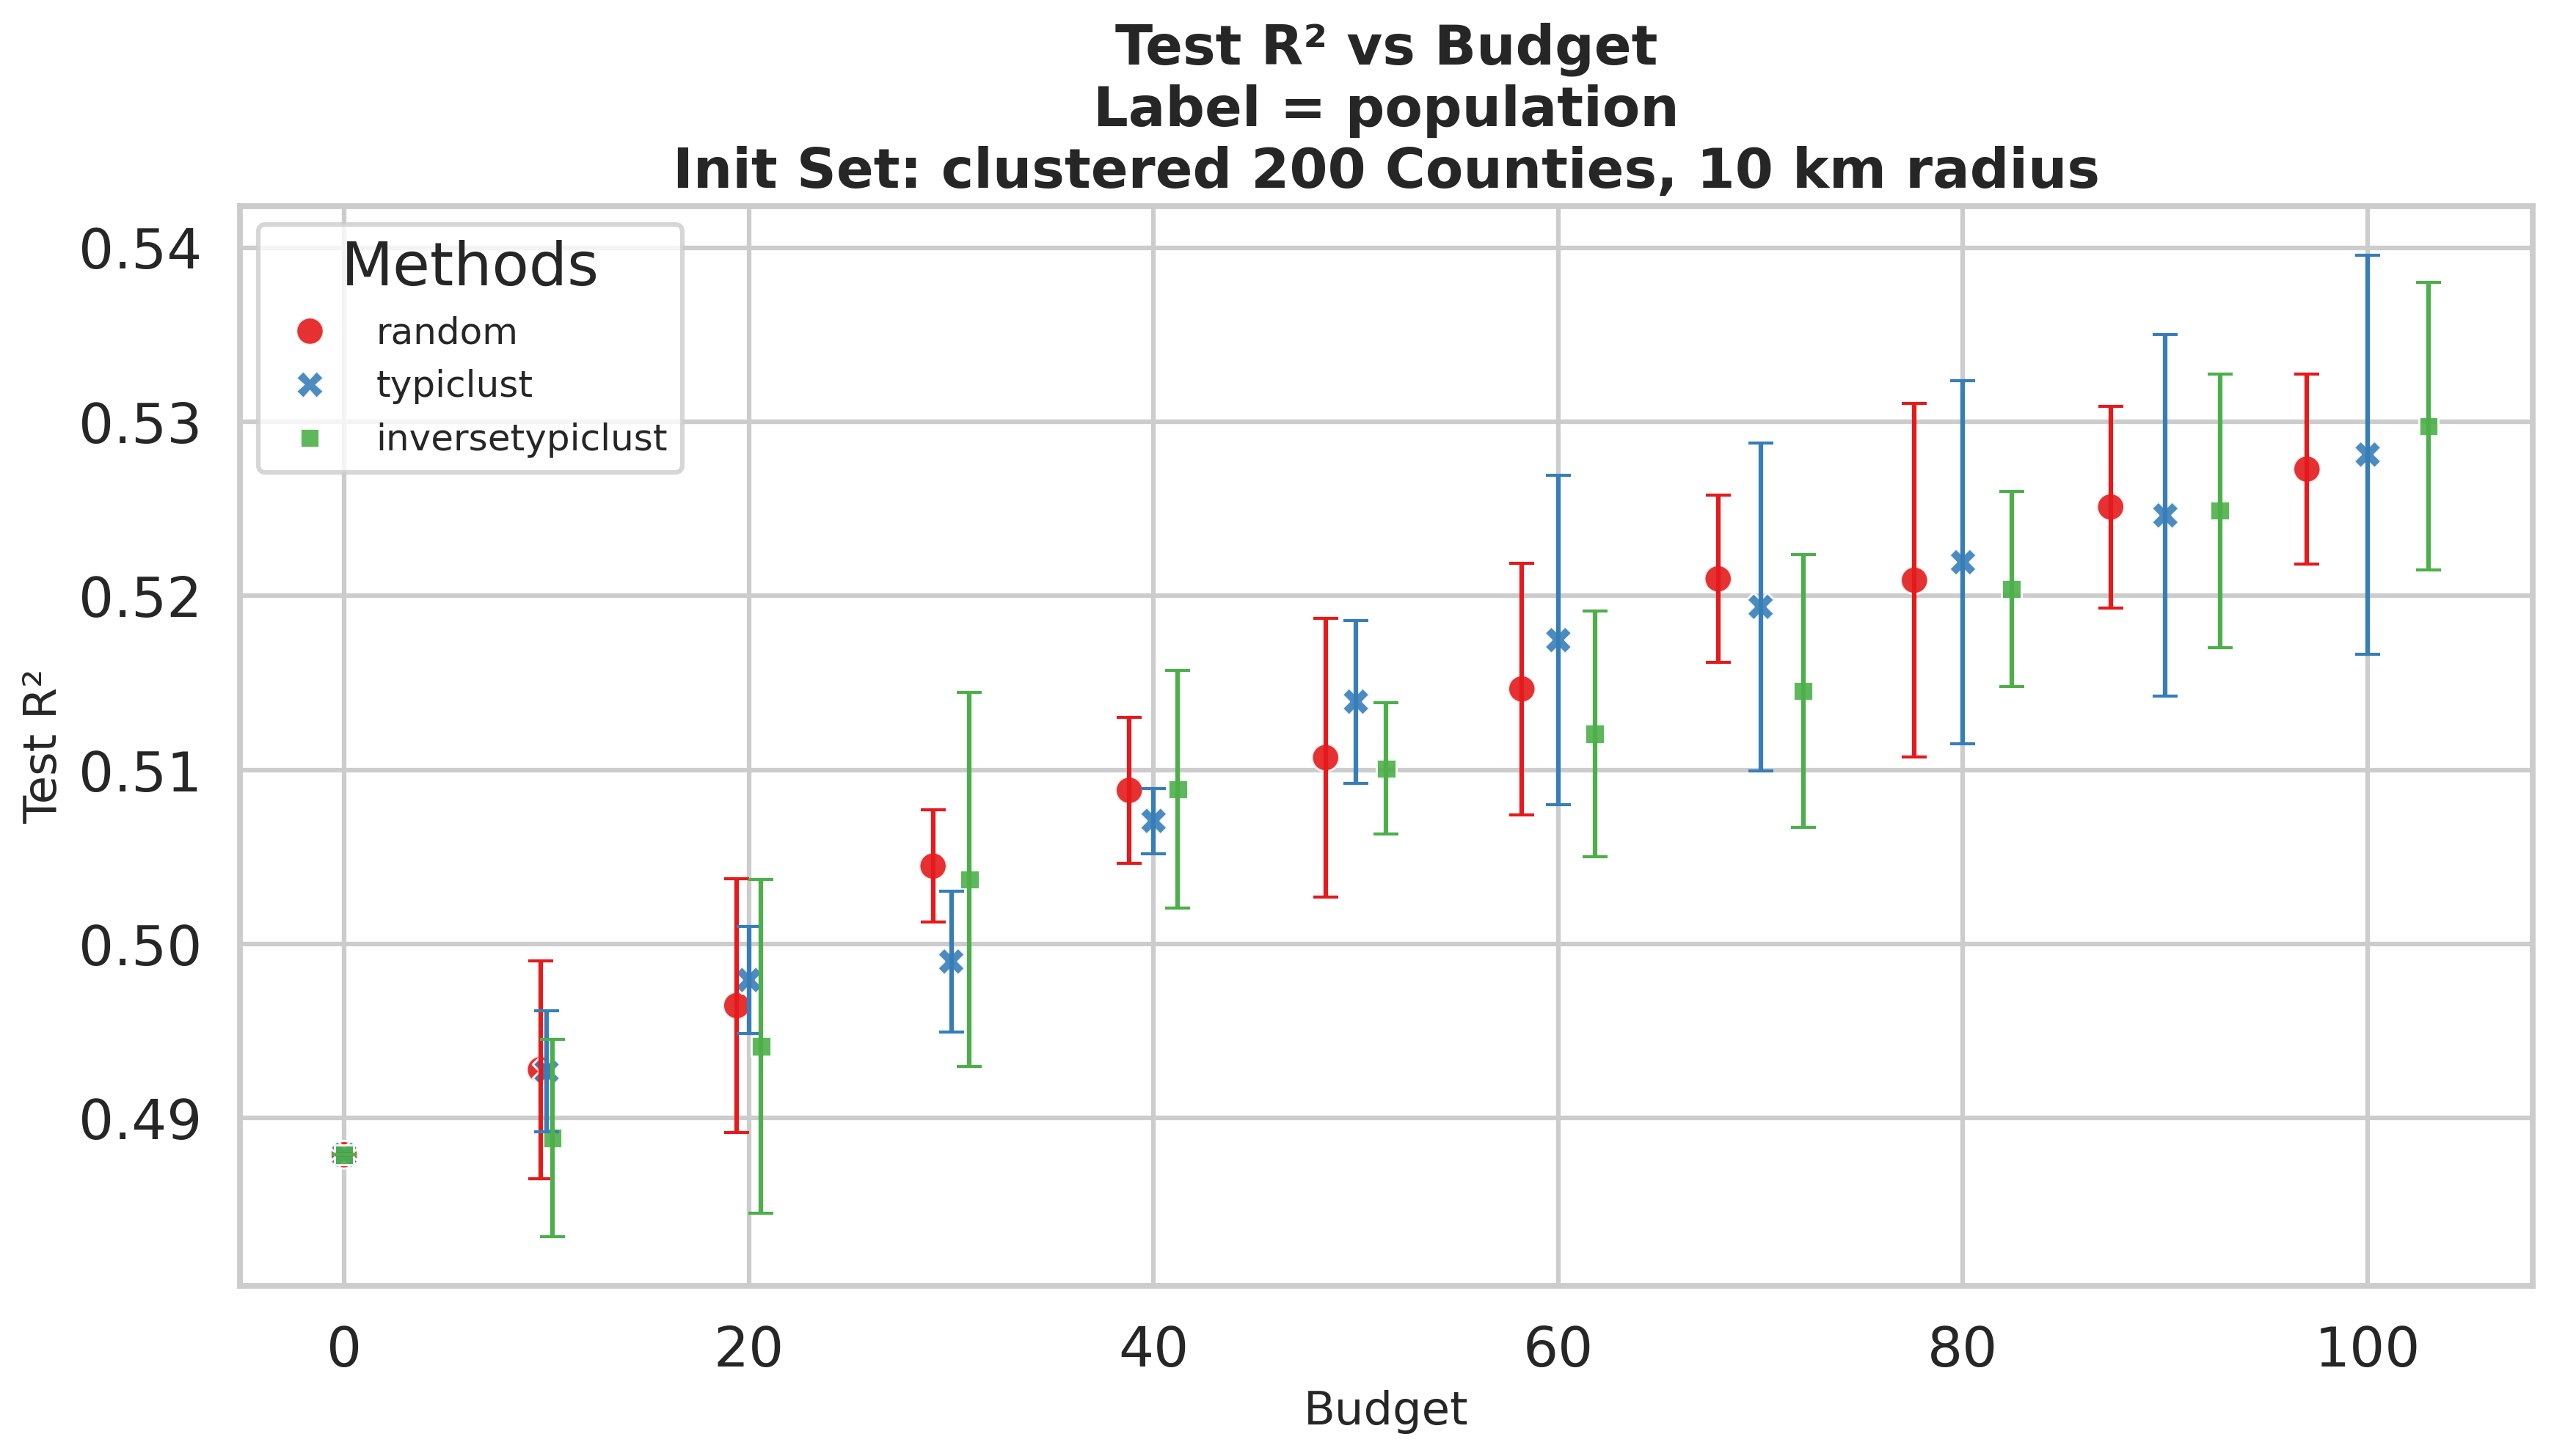 Test R² vs Budget
Label = population
Init Set: clustered 200 Counties, 10 km radius
Methods
random
typiclust
inversetypiclust
Test R²
0.54
0.53
0.52
0.51
0.50
0.49
0 20 40 60 80 100
Budget